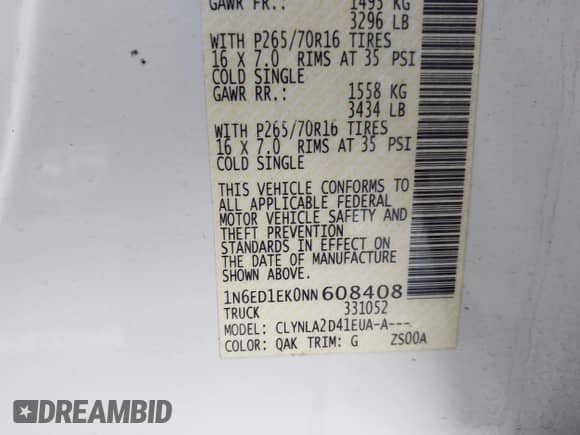 GAWR FR.: 1495 KG
3296 LB
WITH P265/70R16 TIRES
16 X 7.0 RIMS AT 35 PSI
COLD SINGLE
GAWR RR.: 1558 KG
3434 LB
WITH P265/70R16 TIRES
16 X 7.0 RIMS AT 35 PSI
COLD SINGLE
THIS VEHICLE CONFORMS TO
ALL APPLICABLE FEDERAL
MOTOR VEHICLE SAFETY AND
THEFT PREVENTION
STANDARDS IN EFFECT ON
THE DATE OF MANUFACTURE
SHOWN ABOVE.
1N6ED1EK0NN608408
TRUCK 331052
MODEL: CLYNLA2D41EUA-A---
COLOR: QAK TRIM: G ZS00A
DREAMBID